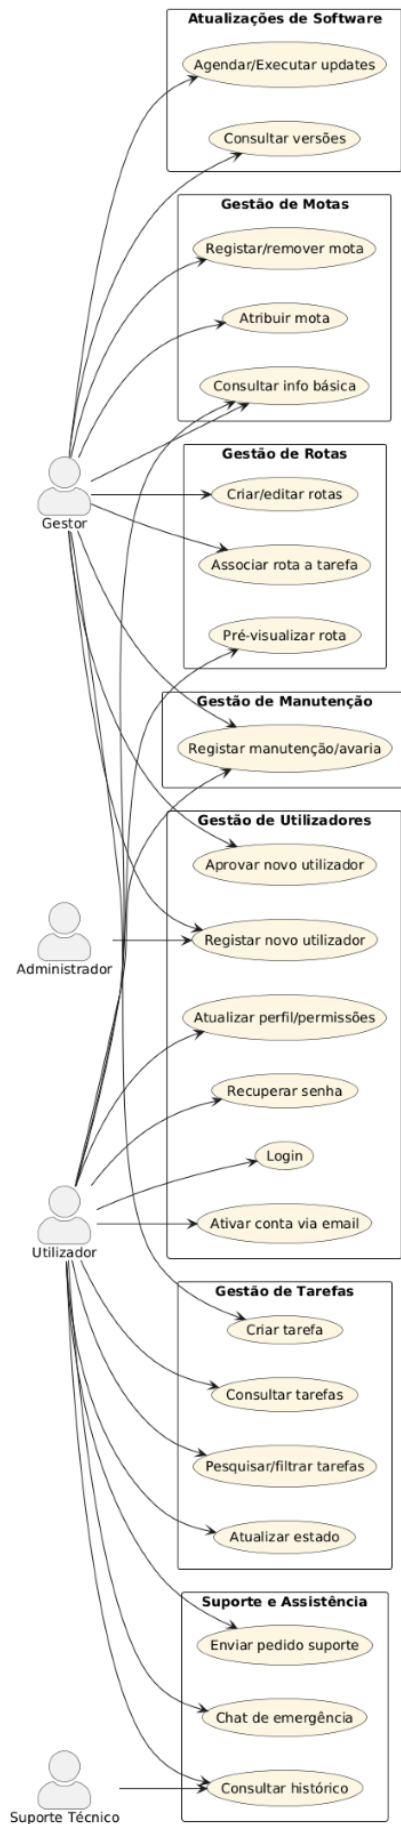 Atualizações de Software
Agendar/Executar updates
Consultar versões
Gestão de Motas
Registar/remover mota
Atribuir mota
Consultar info básica
Gestão de Rotas
Gestor
Criar/editar rotas
Associar rota a tarefa
Pré-visualizar rota
Gestão de Manutenção
Registar manutenção/avaria
Gestão de Utilizadores
Aprovar novo utilizador
Administrador
Registar novo utilizador
Atualizar perfil/permissões
Recuperar senha
Login
Utilizador
Ativar conta via email
Gestão de Tarefas
Criar tarefa
Consultar tarefas
Pesquisar/filtrar tarefas
Atualizar estado
Suporte e Assistência
Enviar pedido suporte
Chat de emergência
Consultar histórico
Suporte Técnico